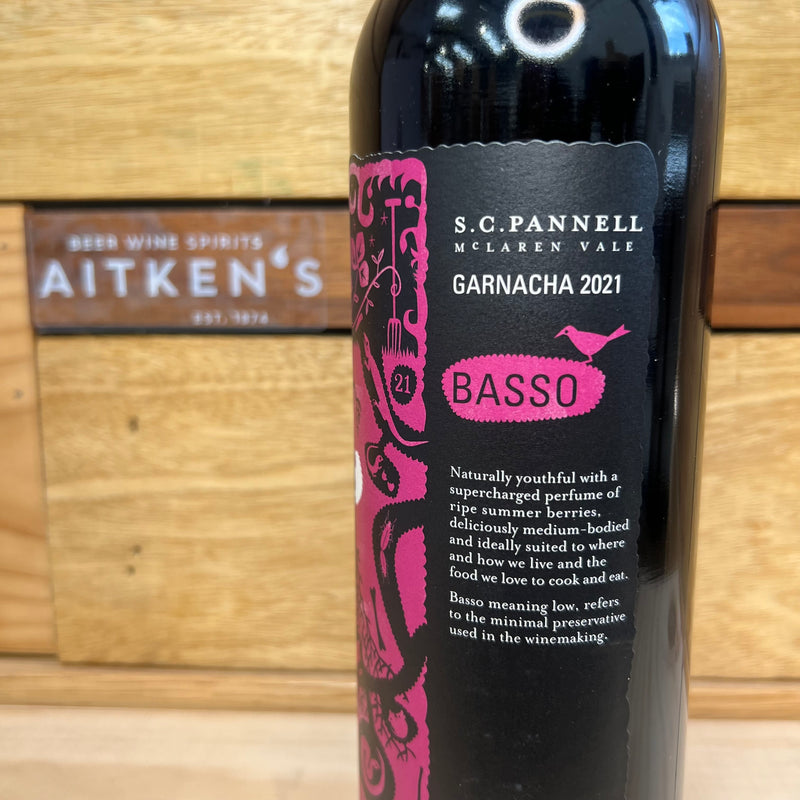 BEER WINE SPIRITS
AITKEN'S
EST. 1874
21
S.C.PANNELL
McLAREN VALE
GARNACHA 2021
BASSO
Naturally youthful with a
supercharged perfume of
ripe summer berries,
deliciously medium-bodied
and ideally suited to where
and how we live and the
food we love to cook and eat.
Basso meaning low, refers
to the minimal preservative
used in the winemaking.